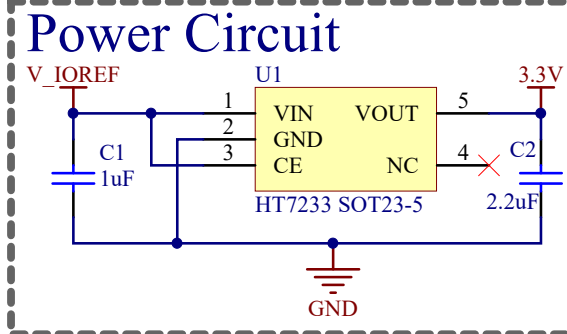 Power Circuit
V_IOREF
U1
3.3V
1
VIN
VOUT
5
2
GND
3
CE
NC
4
C1
1uF
C2
2.2uF
HT7233 SOT23-5
GND